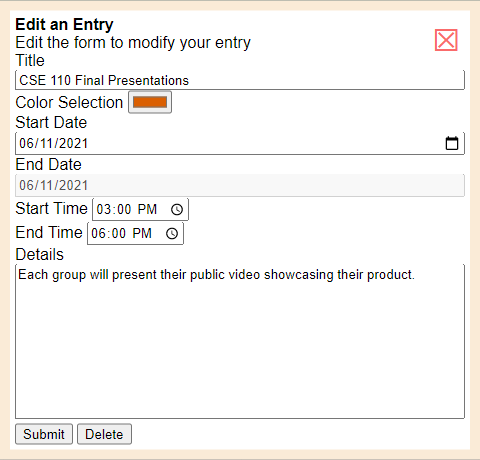 Edit an Entry
Edit the form to modify your entry
Title
CSE 110 Final Presentations
Color Selection
Start Date
06/11/2021
End Date
06/11/2021
Start Time 03:00 PM
End Time 06:00 PM
Details
Each group will present their public video showcasing their product.
Submit Delete